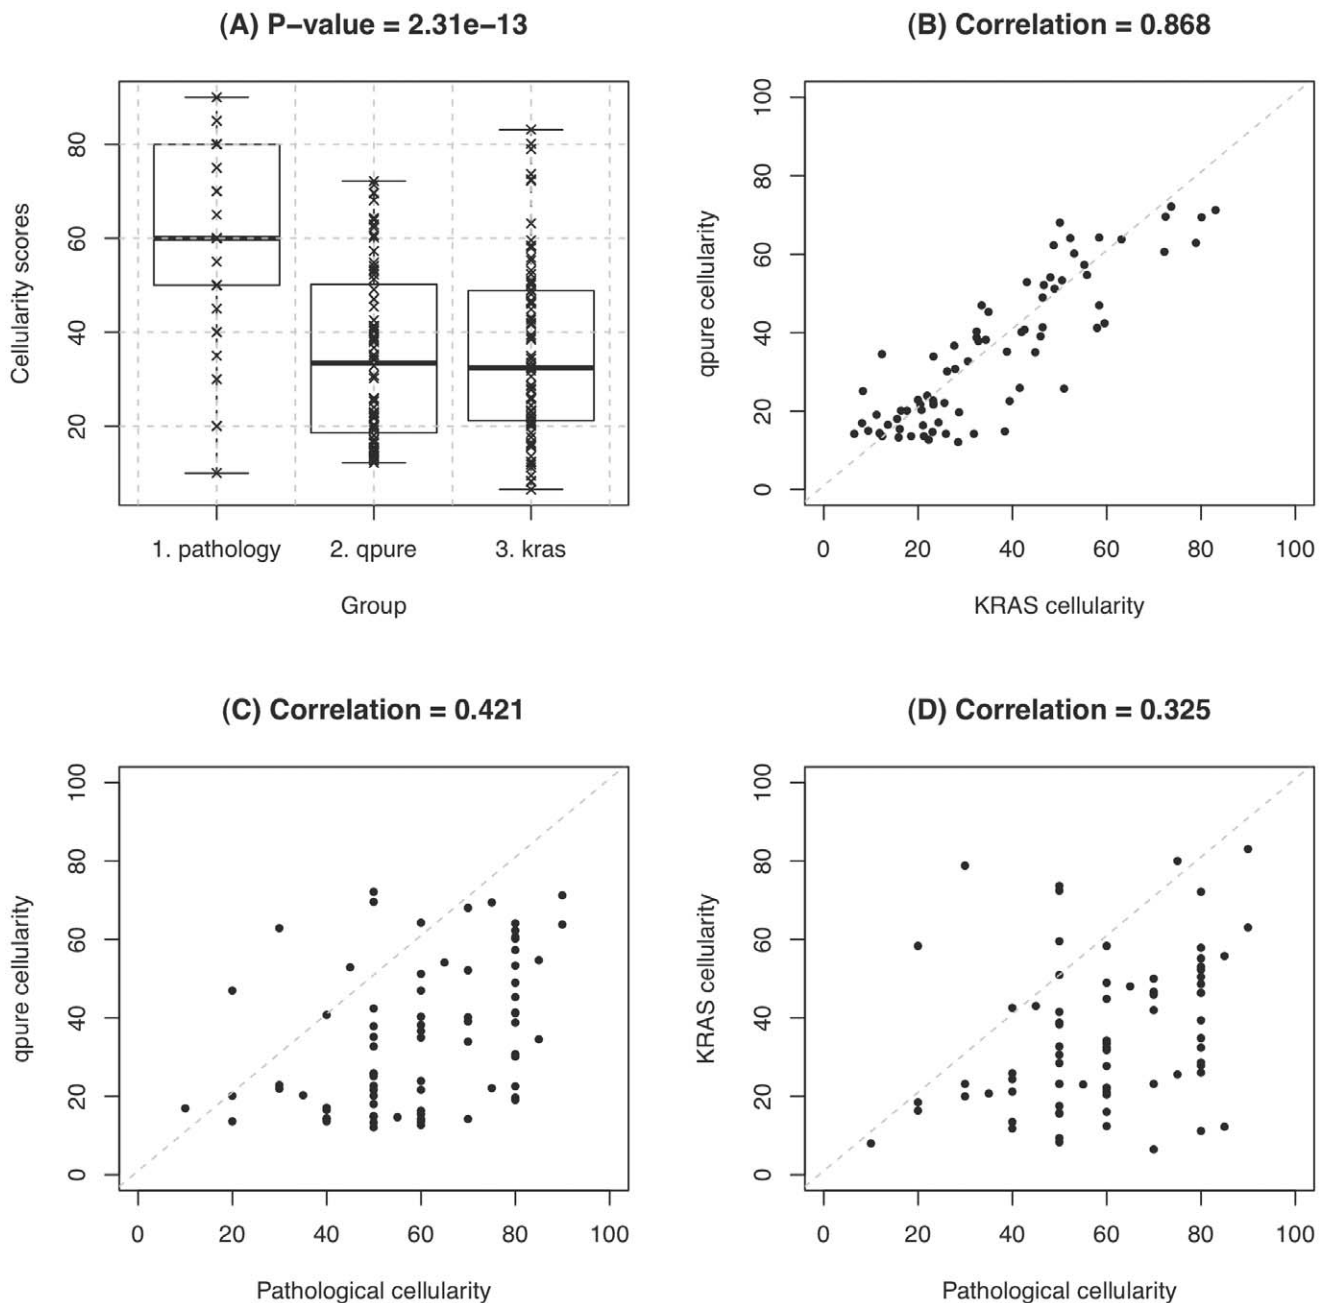 (A) P−value = 2.31e−13
Cellularity scores
80
60
40
20
1. pathology 2. qpure 3. kras
Group
(B) Correlation = 0.868
qpure cellularity
100
80
60
40
20
0
0 20 40 60 80 100
KRAS cellularity
(C) Correlation = 0.421
qpure cellularity
100
80
60
40
20
0
0 20 40 60 80 100
Pathological cellularity
(D) Correlation = 0.325
KRAS cellularity
100
80
60
40
20
0
0 20 40 60 80 100
Pathological cellularity